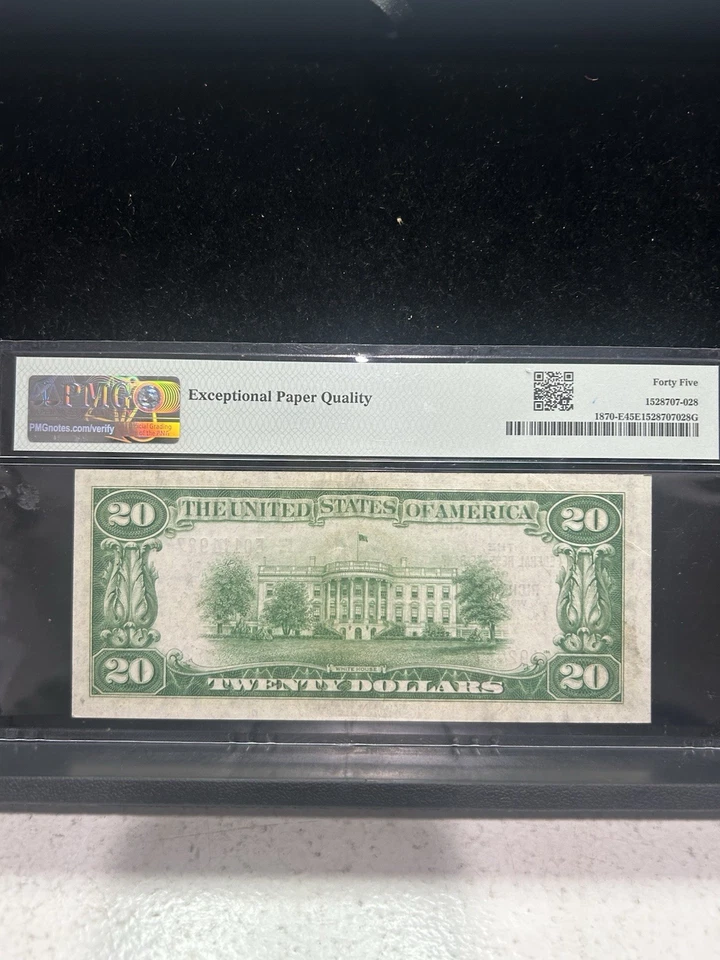 PMG
PMGnotes.com/verify
Exceptional Paper Quality
Forty Five
1528707-028
1870-E45E1528707028G
20 THE UNITED STATES OF AMERICA 20
WHITE HOUSE
20 TWENTY DOLLARS 20